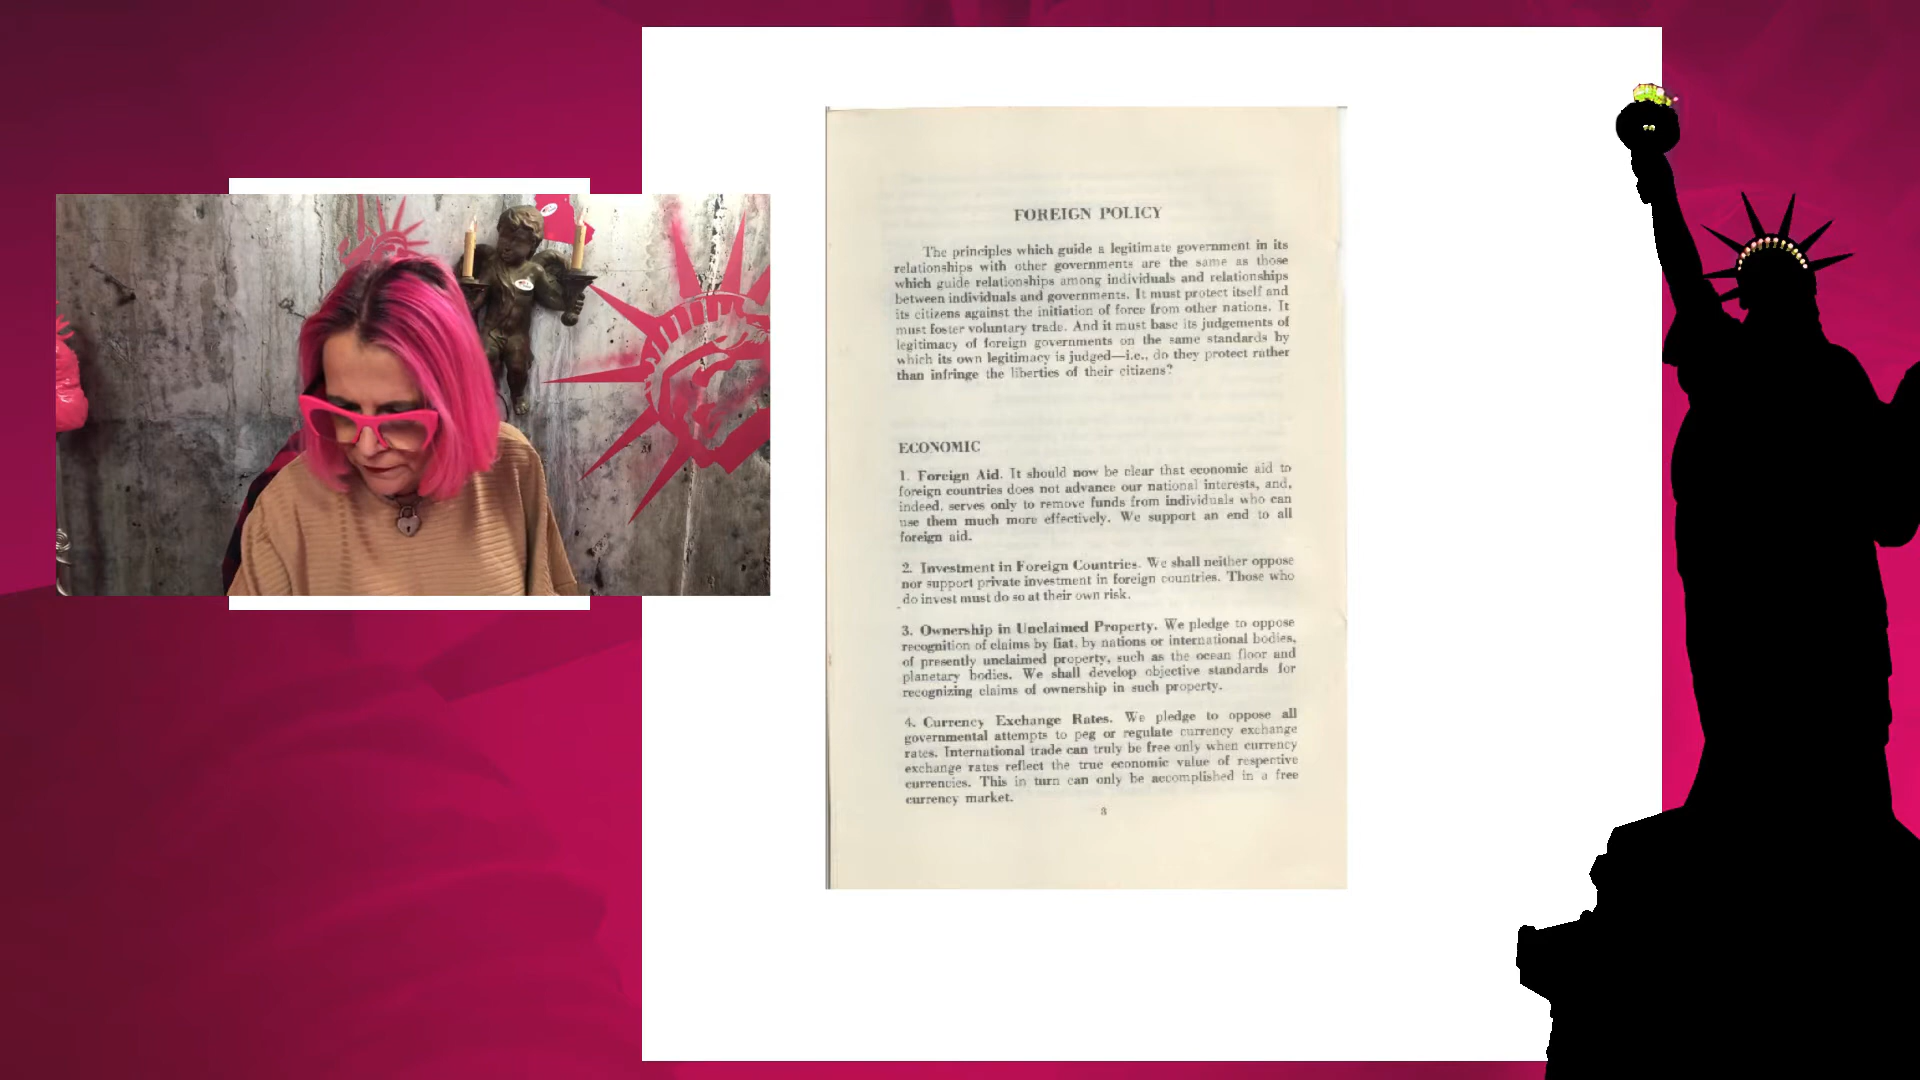 FOREIGN POLICY
The principles which guide a legitimate government in its
relationships with other governments are the same as those
which guide relationships among individuals and relationships
between individuals and governments. It must protect itself and
its citizens against the initiation of force from other nations. It
must foster voluntary trade. And it must base its judgements of
legitimacy of foreign governments on the same standards by
which its own legitimacy is judged—i.e., do they protect rather
than infringe the liberties of their citizens?
ECONOMIC
1. Foreign Aid. It should now be clear that economic aid to
foreign countries does not advance our national interests, and,
indeed, serves only to remove funds from individuals who can
use them much more effectively. We support an end to all
foreign aid.
2. Investment in Foreign Countries. We shall neither oppose
nor support private investment in foreign countries. Those who
do invest must do so at their own risk.
3. Ownership in Unclaimed Property. We pledge to oppose
recognition of claims by fiat, by nations or international bodies,
of presently unclaimed property, such as the ocean floor and
planetary bodies. We shall develop objective standards for
recognizing claims of ownership in such property.
4. Currency Exchange Rates. We pledge to oppose all
governmental attempts to peg or regulate currency exchange
rates. International trade can truly be free only when currency
exchange rates reflect the true economic value of respective
currencies. This in turn can only be accomplished in a free
currency market.